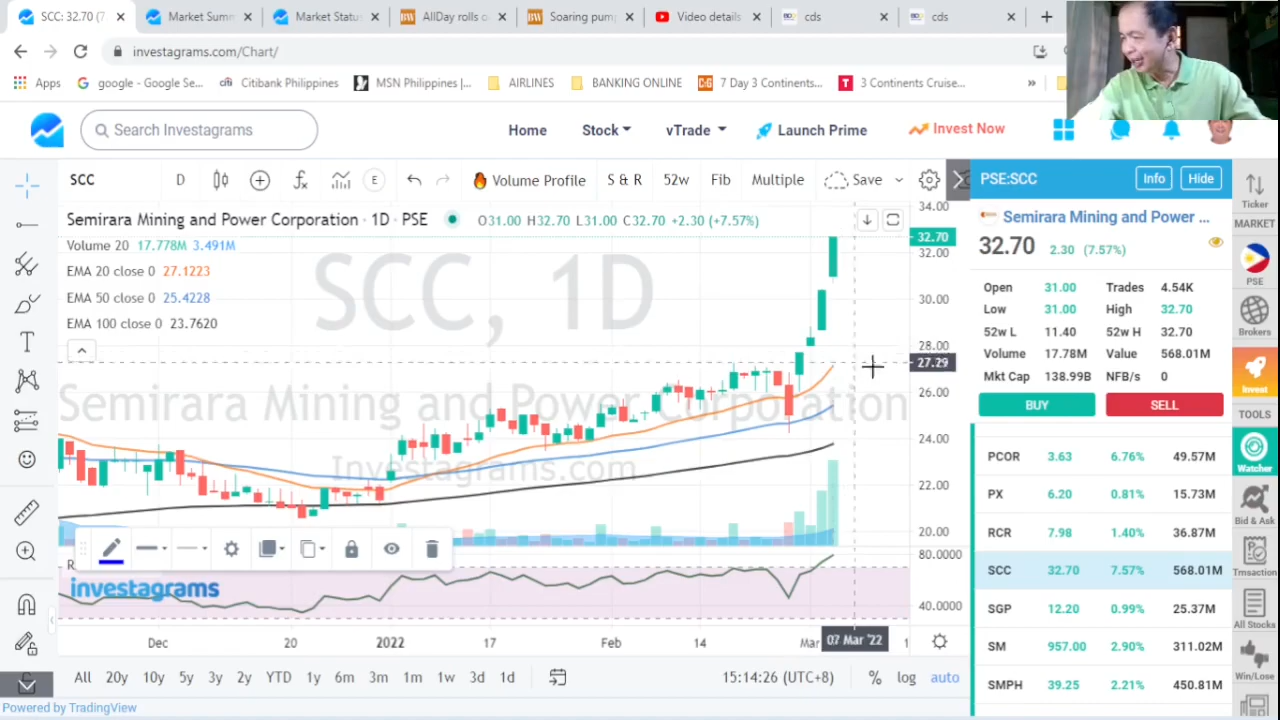 SCC: 32.70 (7
Market Summ
Market Status
AllDay rolls o
Soaring pump
Video details
cds
cds
investagrams.com/Chart/
Apps
google - Google Se...
Citibank Philippines
MSN Philippines |...
AIRLINES
BANKING ONLINE
7 Day 3 Continents...
3 Continents Cruise...
»
Search Investagrams
Home
Stock
vTrade
Launch Prime
Invest Now
SCC
D
E
Volume Profile
S & R
52w
Fib
Multiple
Save
PSE:SCC
Info
Hide
Ticker
Semirara Mining and Power Corporation · 1D · PSE
O31.00 H32.70 L31.00 C32.70 +2.30 (+7.57%)
Volume 20 17.778M 3.491M
EMA 20 close 0 27.1223
EMA 50 close 0 25.4228
EMA 100 close 0 23.7620
SCC, 1D
Semirara Mining and Power Corporation
Investagrams.com
34.00
32.70
32.00
30.00
28.00
27.29
26.00
24.00
22.00
20.00
80.0000
40.0000
investagrams
Dec
20
2022
17
Feb
14
Mar
07 Mar '22
1
All
20y
10y
5y
3y
2y
YTD
1y
6m
3m
1m
1w
3d
1d
15:14:26 (UTC+8)
%
log
auto
Powered by TradingView
Semirara Mining and Power ...
32.70 2.30 (7.57%)
Open 31.00 Trades 4.54K
Low 31.00 High 32.70
52w L 11.40 52w H 32.70
Volume 17.78M Value 568.01M
Mkt Cap 138.99B NFB/s 0
BUY
SELL
PCOR 3.63 6.76% 49.57M
PX 6.20 0.81% 15.73M
RCR 7.98 1.40% 36.87M
SCC 32.70 7.57% 568.01M
SGP 12.20 0.99% 25.37M
SM 957.00 2.90% 311.02M
SMPH 39.25 2.21% 450.81M
MARKET
PSE
Brokers
Invest
TOOLS
Watcher
Bid & Ask
Trnsaction
All Stocks
Win/Lose